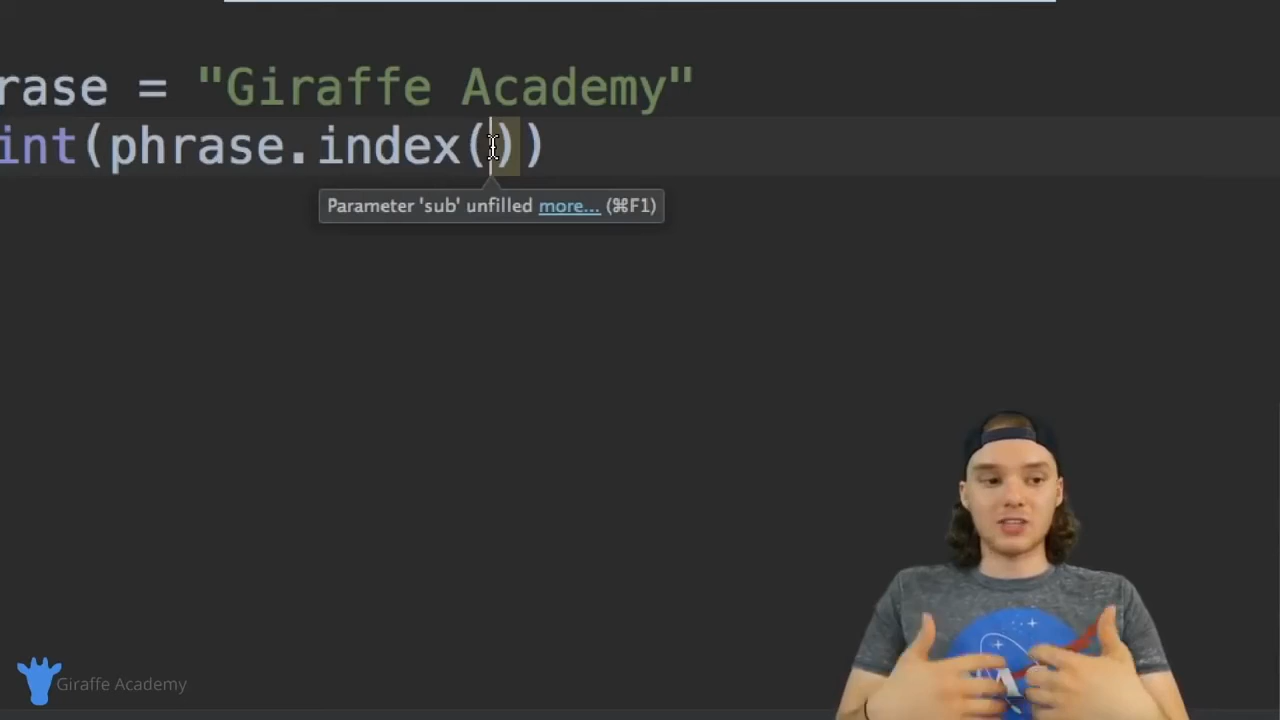 rase = "Giraffe Academy"
int(phrase.index())
Parameter 'sub' unfilled more... (⌘F1)
Giraffe Academy